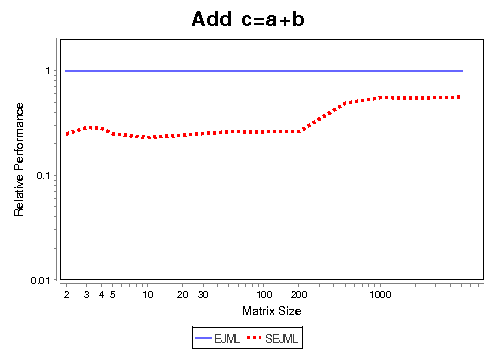 Add c=a+b
Relative Performance
1
0.1
0.01
2 3 4 5 10 20 30 100 200 1000
Matrix Size
EJML SEJML